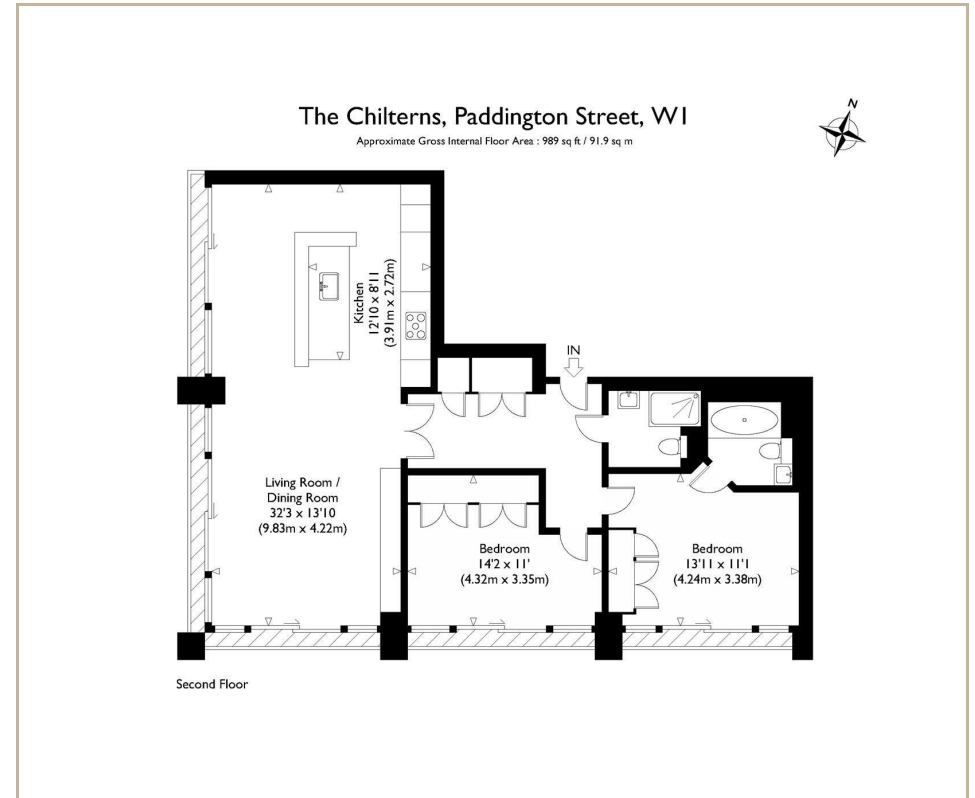 The Chilterns, Paddington Street, W1
Approximate Gross Internal Floor Area : 989 sq ft / 91.9 sq m
N
Kitchen
12'10 x 8'11
(3.91m x 2.72m)
IN
Living Room /
Dining Room
32'3 x 13'10
(9.83m x 4.22m)
Bedroom
14'2 x 11'
(4.32m x 3.35m)
Bedroom
13'11 x 11'1
(4.24m x 3.38m)
Second Floor